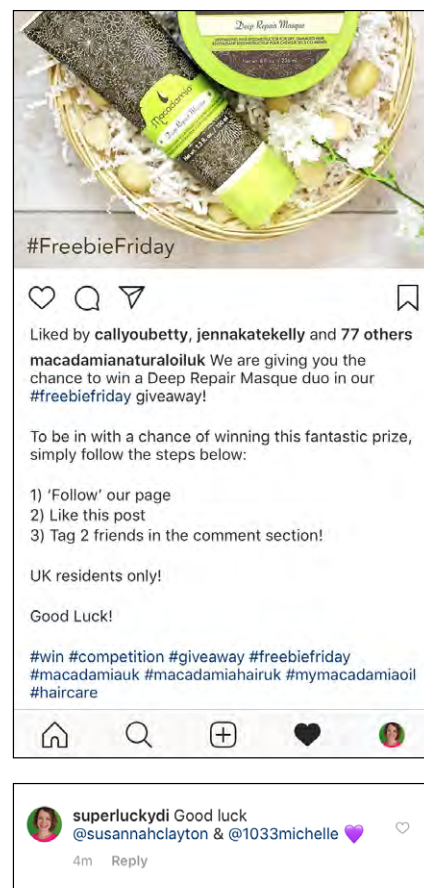 Deep Repair Masque
Macadamia
Deep Repair Masque
#FreebieFriday
Liked by callyoubetty, jennakatekelly and 77 others
macadamianaturaloiluk We are giving you the
chance to win a Deep Repair Masque duo in our
#freebiefriday giveaway!
To be in with a chance of winning this fantastic prize,
simply follow the steps below:
1) 'Follow' our page
2) Like this post
3) Tag 2 friends in the comment section!
UK residents only!
Good Luck!
#win #competition #giveaway #freebiefriday
#macadamiauk #macadamiahairuk #mymacadamiaoil
#haircare
superluckydi Good luck
@susannahclayton & @1033michelle 💜
4m Reply